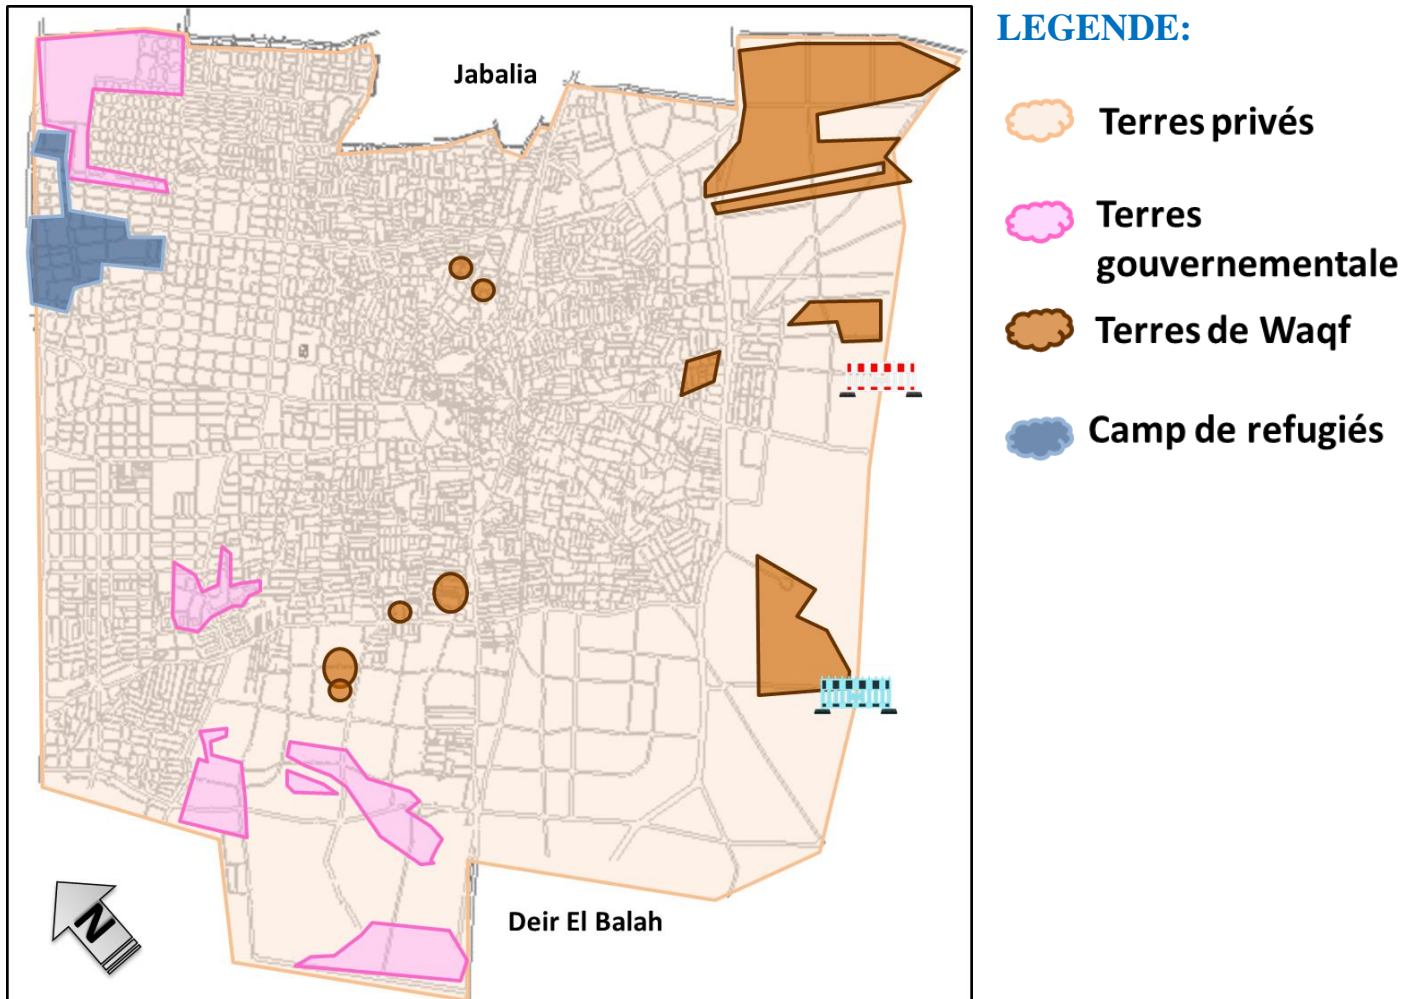 LEGENDE:
Jabalia
Terres privés
Terres
gouvernementale
Terres de Waqf
Camp de refugiés
Deir El Balah
N